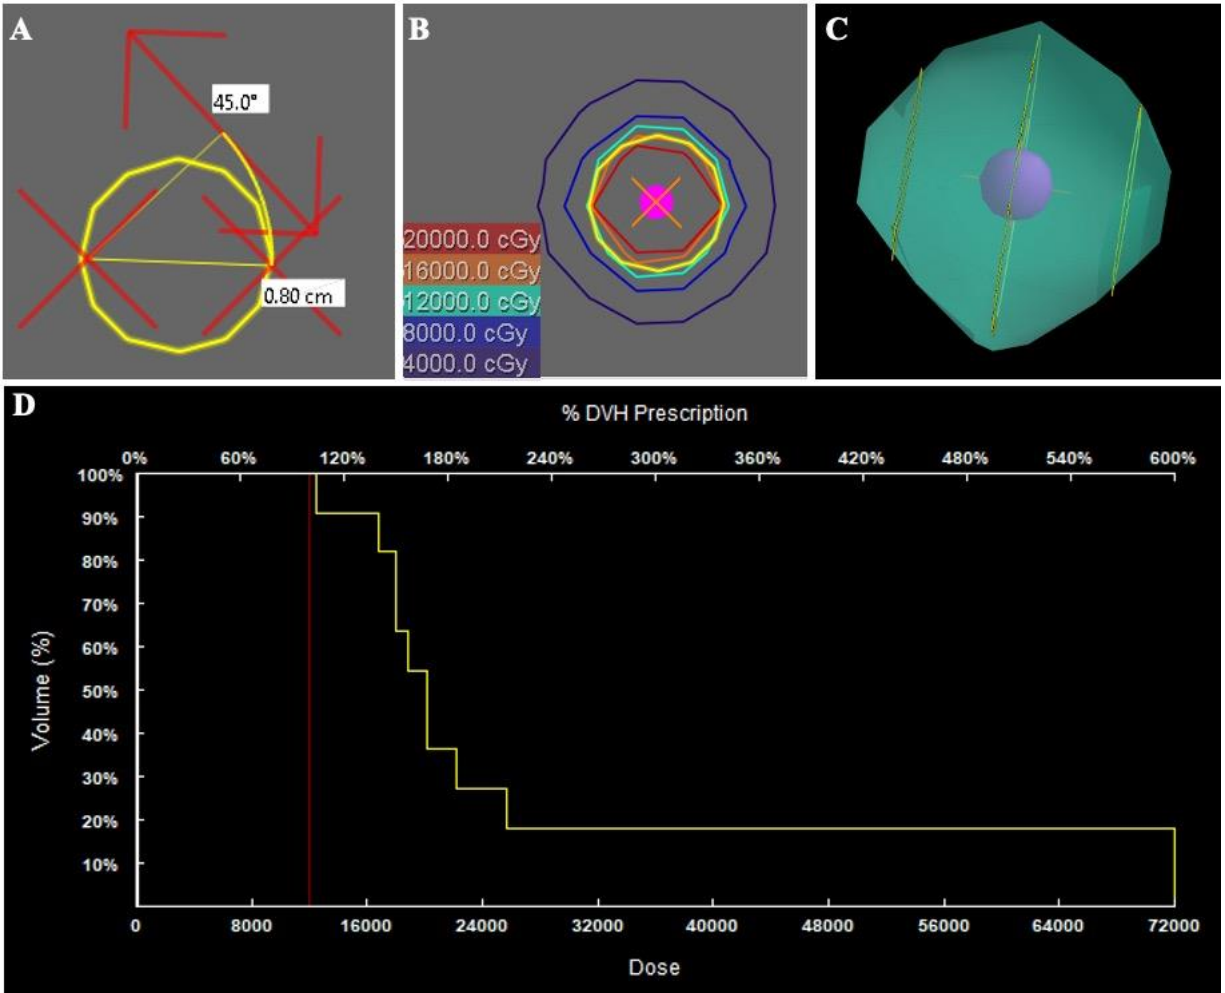 A
45.0°
0.80 cm
B
20000.0 cGy
16000.0 cGy
12000.0 cGy
8000.0 cGy
4000.0 cGy
C
D
% DVH Prescription
0% 60% 120% 180% 240% 300% 360% 420% 480% 540% 600%
100%
90%
80%
70%
60%
50%
40%
30%
20%
10%
Volume (%)
0 8000 16000 24000 32000 40000 48000 56000 64000 72000
Dose